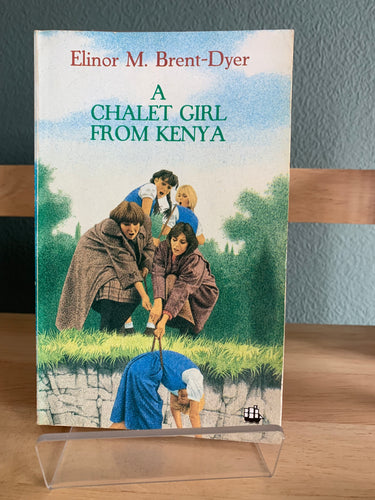 Elinor M. Brent-Dyer
A
CHALET GIRL
FROM KENYA